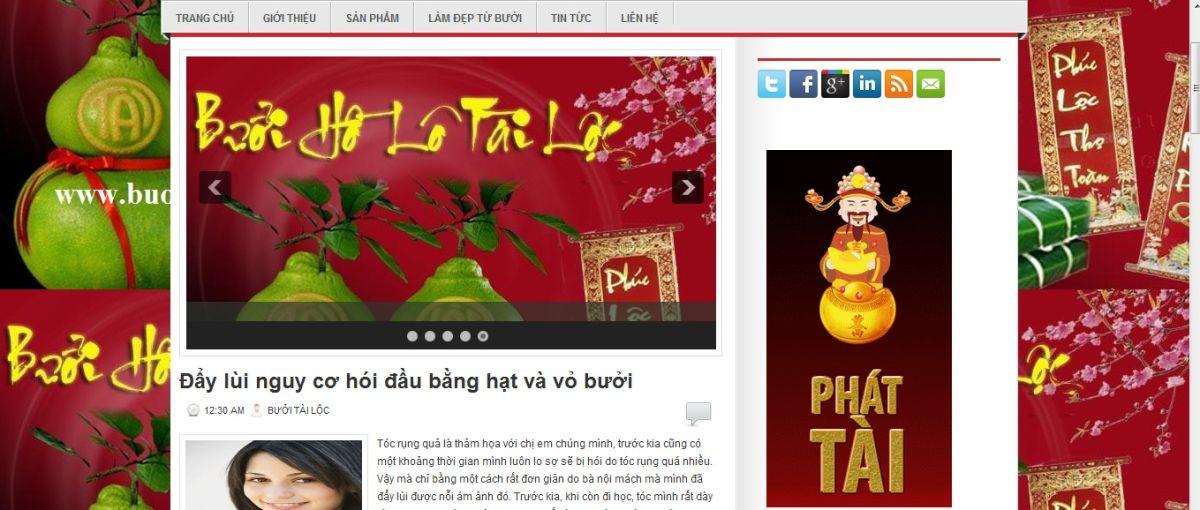 TRANG CHỦ
GIỚI THIỆU
SẢN PHẨM
LÀM ĐẸP TỪ BƯỞI
TIN TỨC
LIÊN HỆ
TÀI
www.buo
Bưởi Hồ Lô Tài Lộc
Phúc
Lộc
PHÁT
TÀI
Phúc
Lộc
Thọ
Toàn
Bưởi Hồ
Đẩy lùi nguy cơ hói đầu bằng hạt và vỏ bưởi
12:30 AM BƯỞI TÀI LỘC
Tóc rụng quả là thảm họa với chị em chúng mình, trước kia cũng có
một khoảng thời gian mình luôn lo sợ sẽ bị hói do tóc rụng quá nhiều.
Vậy mà chỉ bằng một cách rất đơn giản do bà nội mách mà mình đã
đẩy lùi được nỗi ám ảnh đó. Trước kia, khi còn đi học, tóc mình rất dày